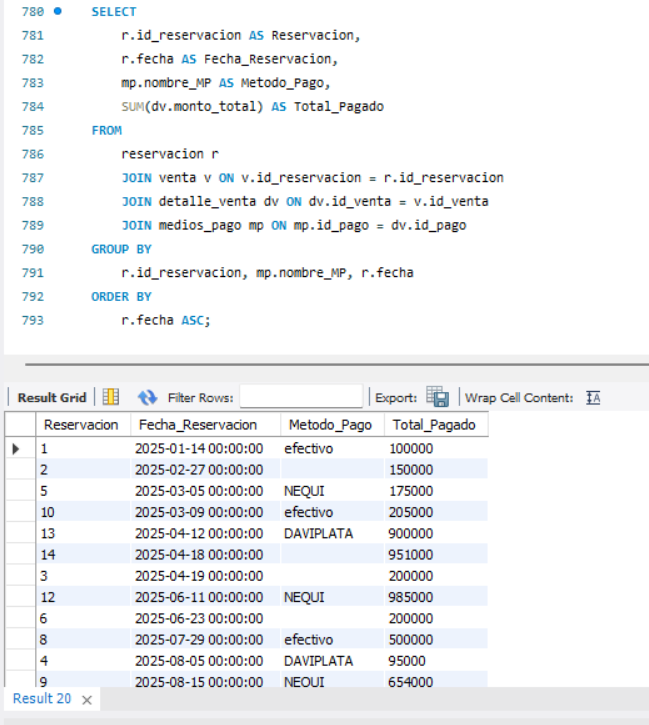 780 SELECT
781 r.id_reservacion AS Reservacion,
782 r.fecha AS Fecha_Reservacion,
783 mp.nombre_MP AS Metodo_Pago,
784 SUM(dv.monto_total) AS Total_Pagado
785 FROM
786 reservacion r
787 JOIN venta v ON v.id_reservacion = r.id_reservacion
788 JOIN detalle_venta dv ON dv.id_venta = v.id_venta
789 JOIN medios_pago mp ON mp.id_pago = dv.id_pago
790 GROUP BY
791 r.id_reservacion, mp.nombre_MP, r.fecha
792 ORDER BY
793 r.fecha ASC;
Result Grid Filter Rows: Export: Wrap Cell Content: IA
Reservacion Fecha_Reservacion Metodo_Pago Total_Pagado
1 2025-01-14 00:00:00 efectivo 100000
2 2025-02-27 00:00:00 150000
5 2025-03-05 00:00:00 NEQUI 175000
10 2025-03-09 00:00:00 efectivo 205000
13 2025-04-12 00:00:00 DAVIPLATA 900000
14 2025-04-18 00:00:00 951000
3 2025-04-19 00:00:00 200000
12 2025-06-11 00:00:00 NEQUI 985000
6 2025-06-23 00:00:00 200000
8 2025-07-29 00:00:00 efectivo 500000
4 2025-08-05 00:00:00 DAVIPLATA 95000
9 2025-08-15 00:00:00 NEQUI 654000
Result 20